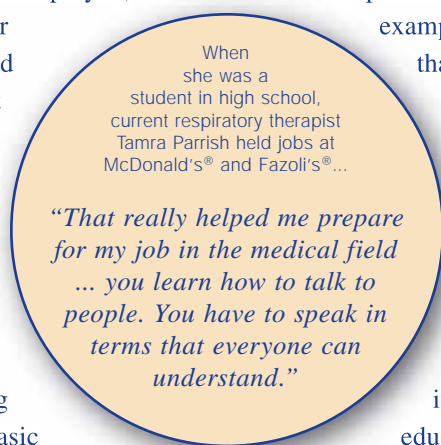 When
she was a
student in high school,
current respiratory therapist
Tamra Parrish held jobs at
McDonald's® and Fazoli's®...
"That really helped me prepare
for my job in the medical field
... you learn how to talk to
people. You have to speak in
terms that everyone can
understand."